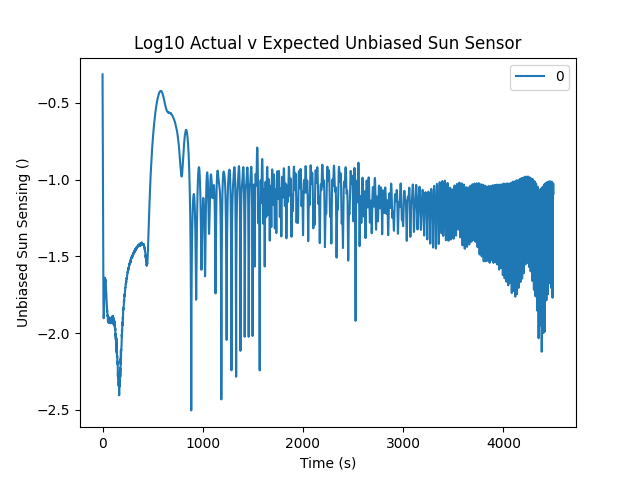 Log10 Actual v Expected Unbiased Sun Sensor
0
−0.5
−1.0
−1.5
−2.0
−2.5
Unbiased Sun Sensing ()
0 1000 2000 3000 4000
Time (s)